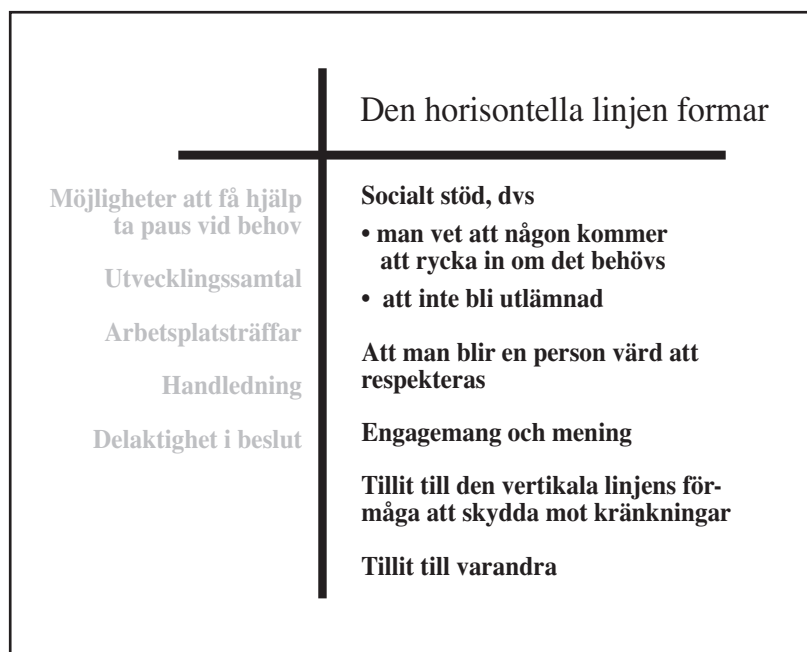 Den horisontella linjen formar
Möjligheter att få hjälp
ta paus vid behov
Utvecklingssamtal
Arbetsplatsträffar
Handledning
Delaktighet i beslut
Socialt stöd, dvs
• man vet att någon kommer
att rycka in om det behövs
• att inte bli utlämnad
Att man blir en person värd att
respekteras
Engagemang och mening
Tillit till den vertikala linjens för-
måga att skydda mot kränkningar
Tillit till varandra